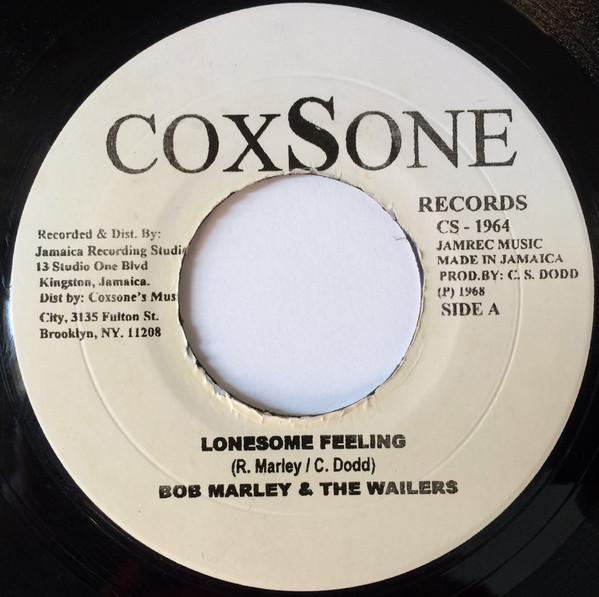 COXSONE
RECORDS
CS - 1964
JAMREC MUSIC
MADE IN JAMAICA
PROD.BY: C. S. DODD
(P) 1968
SIDE A
Recorded & Dist. By:
Jamaica Recording
13 Studio One Blvd
Kingston, Jamaica.
Dist by: Coxsone's
City, 3135 Fulton St.
Brooklyn, NY. 11208
LONESOME FEELING
(R. Marley / C. Dodd)
BOB MARLEY & THE WAILERS